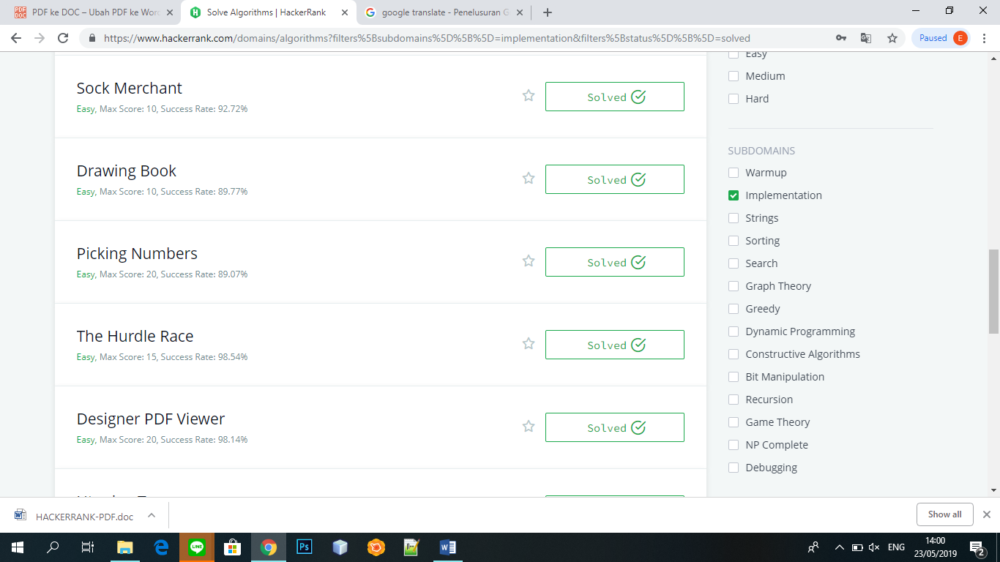 PDF ke DOC – Ubah PDF ke Wor
Solve Algorithms | HackerRank
google translate - Penelusuran G
https://www.hackerrank.com/domains/algorithms?filters%5Bsubdomains%5D%5B%5D=implementation&filters%5Bstatus%5D%5B%5D=solved
Paused
E
Sock Merchant
Easy, Max Score: 10, Success Rate: 92.72%
Solved
Drawing Book
Easy, Max Score: 10, Success Rate: 89.77%
Solved
Picking Numbers
Easy, Max Score: 20, Success Rate: 89.07%
Solved
The Hurdle Race
Easy, Max Score: 15, Success Rate: 98.54%
Solved
Designer PDF Viewer
Easy, Max Score: 20, Success Rate: 98.14%
Solved
Easy
Medium
Hard
SUBDOMAINS
Warmup
Implementation
Strings
Sorting
Search
Graph Theory
Greedy
Dynamic Programming
Constructive Algorithms
Bit Manipulation
Recursion
Game Theory
NP Complete
Debugging
HACKERRANK-PDF.doc
Show all
LINE
Ps
ENG
14:00
23/05/2019
2